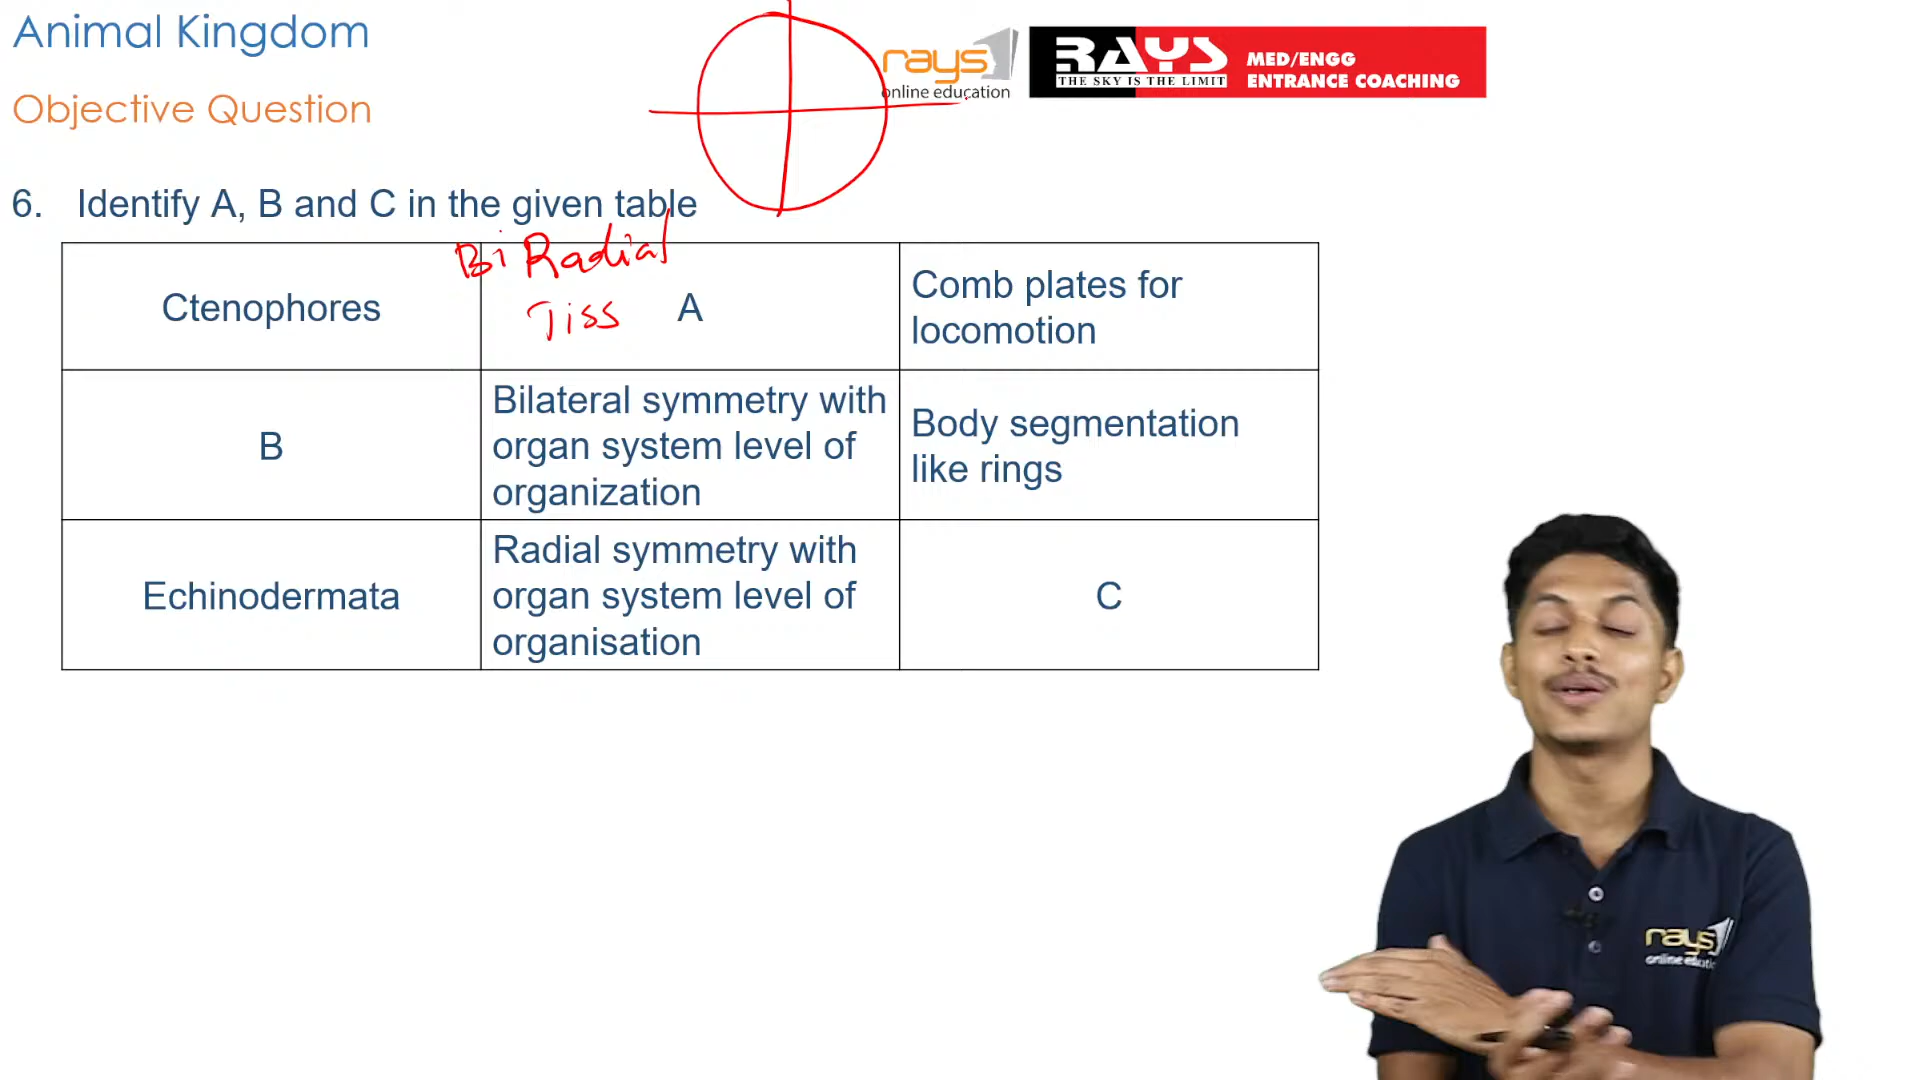 Animal Kingdom
Objective Question
rays
online education
RAYS
THE SKY IS THE LIMIT
MED/ENGG
ENTRANCE COACHING
6. Identify A, B and C in the given table
Bi Radial
Tiss
Ctenophores
A
Comb plates for
locomotion
B
Bilateral symmetry with
organ system level of
organization
Body segmentation
like rings
Echinodermata
Radial symmetry with
organ system level of
organisation
C
rays
online education